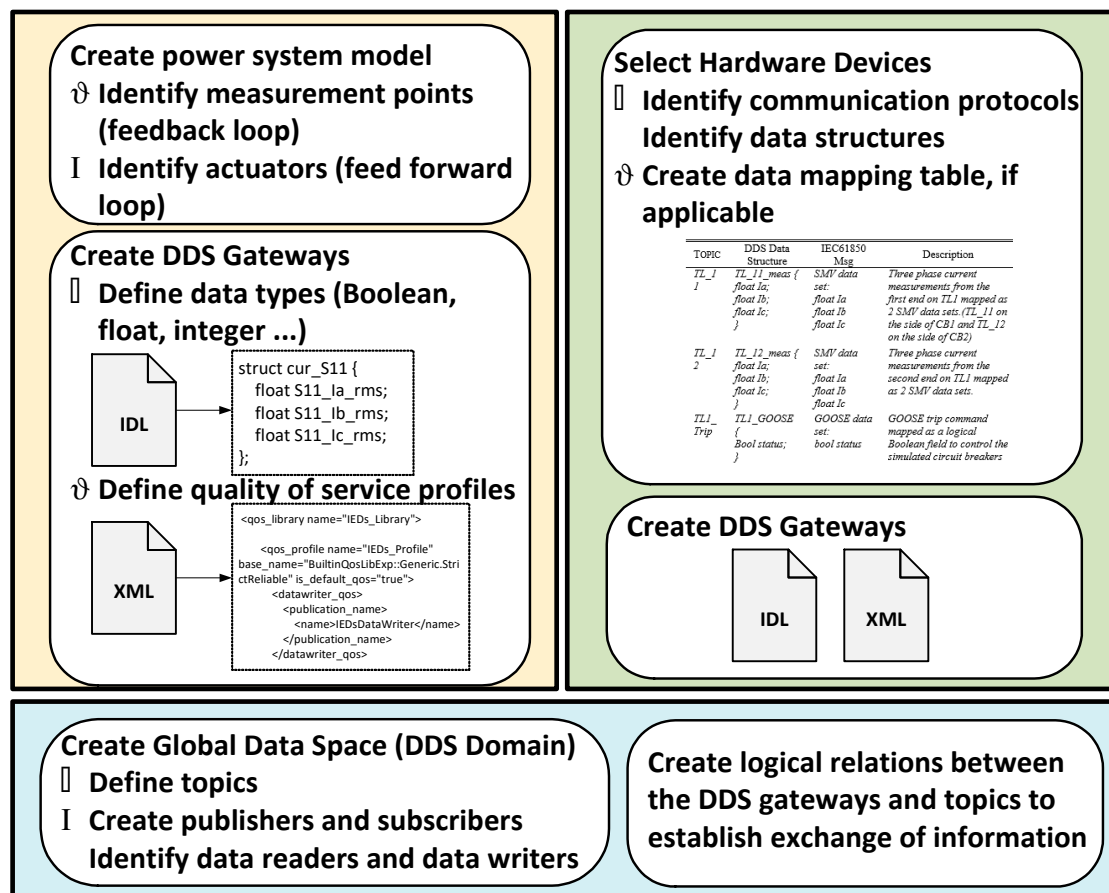 Create power system model
ϑ Identify measurement points
(feedback loop)
I Identify actuators (feed forward
loop)
Create DDS Gateways
▯ Define data types (Boolean,
float, integer ...)
IDL
struct cur_S11 {
float S11_Ia_rms;
float S11_Ib_rms;
float S11_Ic_rms;
};
ϑ Define quality of service profiles
XML
<qos_library name="IEDs_Library">
<qos_profile name="IEDs_Profile"
base_name="BuiltinQosLibExp::Generic.Stri
ctReliable" is_default_qos="true">
<datawriter_qos>
<publication_name>
<name>IEDsDataWriter</name>
</publication_name>
</datawriter_qos>
Select Hardware Devices
▯ Identify communication protocols
Identify data structures
ϑ Create data mapping table, if
applicable
TOPIC DDS Data Structure IEC61850 Msg Description
TL_1 TL_11_meas { SMV data Three phase current
1 float Ia; set: measurements from the
float Ib; float Ia first end on TL1 mapped as
float Ic; float Ib 2 SMV data sets.(TL_11 on
} float Ic the side of CB1 and TL_12
on the side of CB2)
TL_1 TL_12_meas { SMV data Three phase current
2 float Ia; set: measurements from the
float Ib; float Ia second end on TL1 mapped
float Ic; float Ib as 2 SMV data sets.
} float Ic
TL1_ TL1_GOOSE GOOSE data GOOSE trip command
Trip { set: mapped as a logical
Bool status; bool status Boolean field to control the
} simulated circuit breakers
Create DDS Gateways
IDL XML
Create Global Data Space (DDS Domain)
▯ Define topics
I Create publishers and subscribers
Identify data readers and data writers
Create logical relations between
the DDS gateways and topics to
establish exchange of information